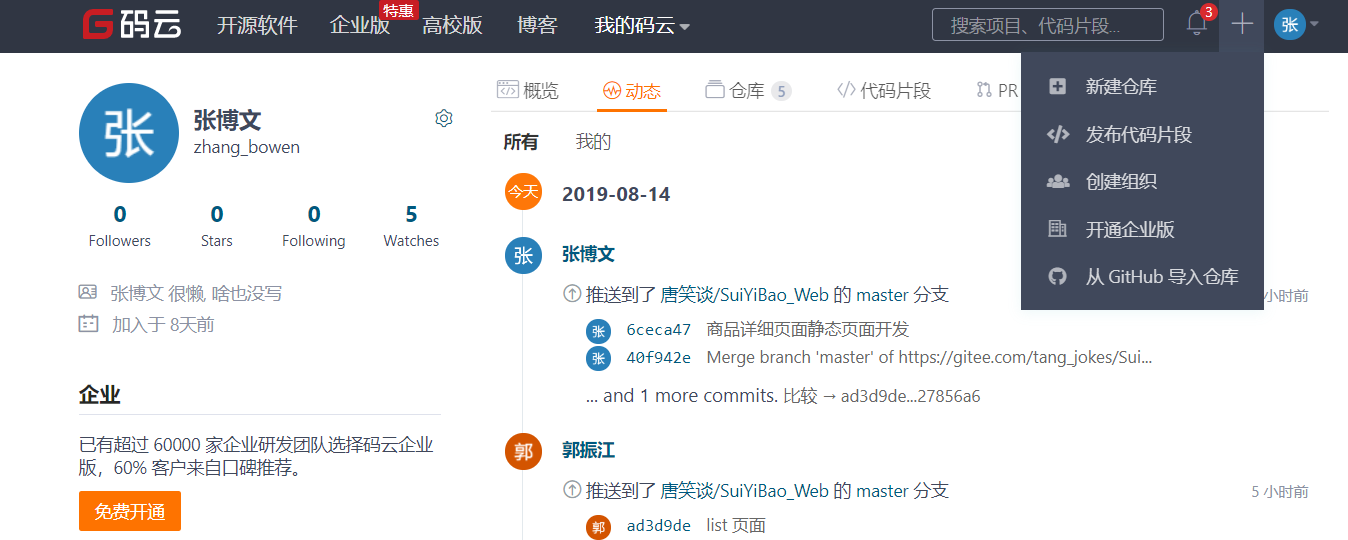 码云 开源软件 企业版 特惠 高校版 博客 我的码云 搜索项目、代码片段... 3 张
张
张博文
zhang_bowen
0 0 0 5
Followers Stars Following Watches
张博文 很懒, 啥也没写
加入于 8天前
企业
已有超过 60000 家企业研发团队选择码云企业
版，60% 客户来自口碑推荐。
免费开通
概览 动态 仓库 5 代码片段 PR
所有 我的
今天 2019-08-14
张 张博文
推送到了 唐笑谈/SuiYiBao_Web 的 master 分支 小时前
张 6ceca47 商品详细页面静态页面开发
张 40f942e Merge branch 'master' of https://gitee.com/tang_jokes/Sui...
... and 1 more commits. 比较 → ad3d9de...27856a6
郭 郭振江
推送到了 唐笑谈/SuiYiBao_Web 的 master 分支 5 小时前
郭 ad3d9de list 页面
新建仓库
发布代码片段
创建组织
开通企业版
从 GitHub 导入仓库